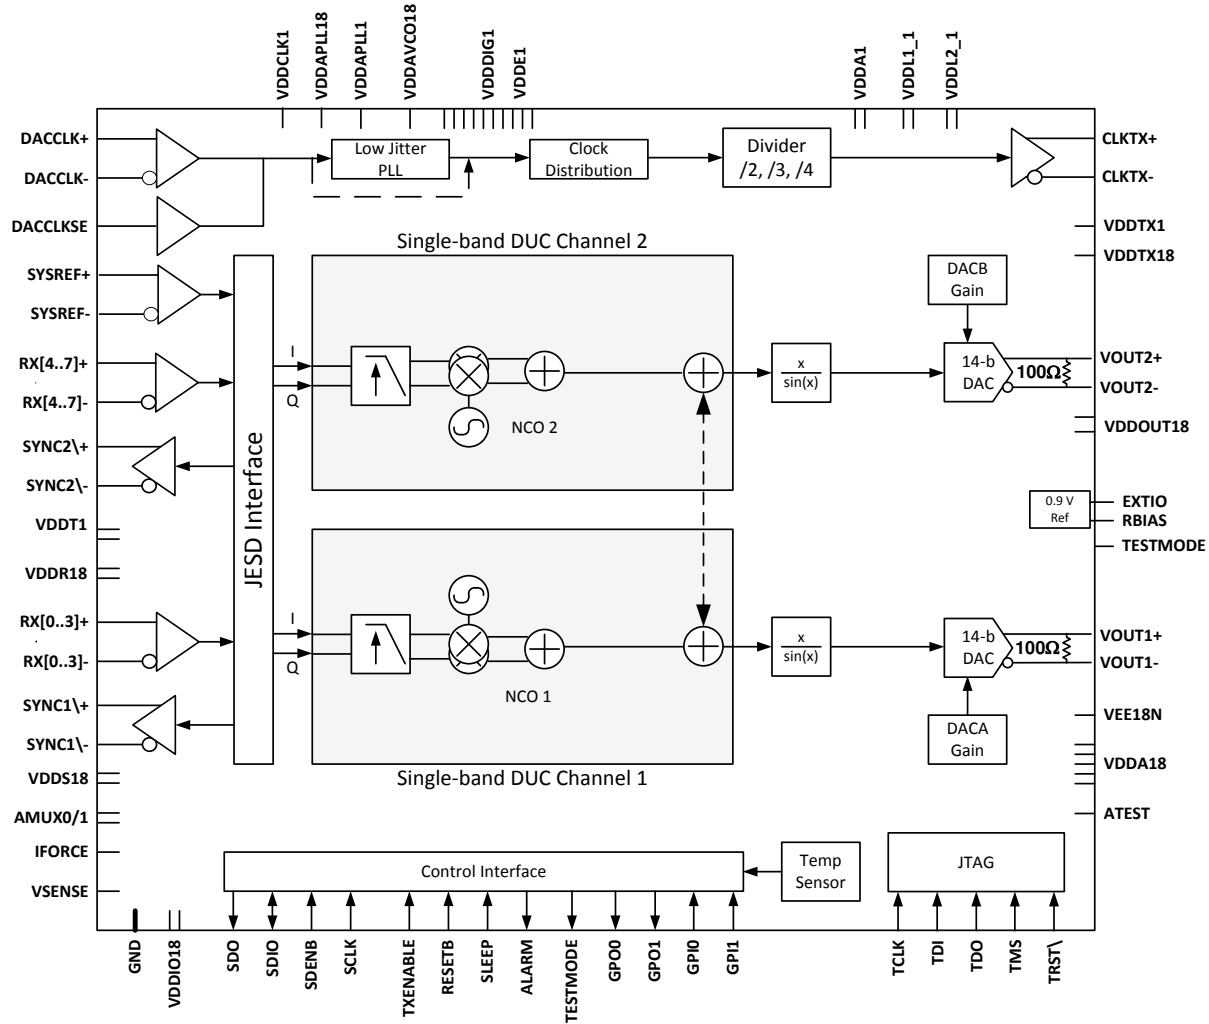 VDDCLK1
VDDAPLL18
VDDAPLL1
VDDAVCO18
VDDDIG1
VDDE1
VDDA1
VDDL1_1
VDDL2_1
DACCLK+
DACCLK-
DACCLKSE
Low Jitter
PLL
Clock
Distribution
Divider
/2, /3, /4
CLKTX+
CLKTX-
VDDTX1
VDDTX18
SYSREF+
SYSREF-
RX[4..7]+
RX[4..7]-
SYNC2\+
SYNC2\-
VDDT1
VDDR18
RX[0..3]+
RX[0..3]-
SYNC1\+
SYNC1\-
VDDS18
AMUX0/1
IFORCE
VSENSE
JESD Interface
Single-band DUC Channel 2
I
Q
NCO 2
x
sin(x)
DACB
Gain
14-b
DAC
100Ω
VOUT2+
VOUT2-
VDDOUT18
0.9 V
Ref
EXTIO
RBIAS
TESTMODE
I
Q
NCO 1
Single-band DUC Channel 1
x
sin(x)
14-b
DAC
100Ω
VOUT1+
VOUT1-
DACA
Gain
VEE18N
VDDA18
ATEST
Control Interface
Temp
Sensor
JTAG
GND
VDDIO18
SDO
SDIO
SDENB
SCLK
TXENABLE
RESETB
SLEEP
ALARM
TESTMODE
GPO0
GPO1
GPI0
GPI1
TCLK
TDI
TDO
TMS
TRST\